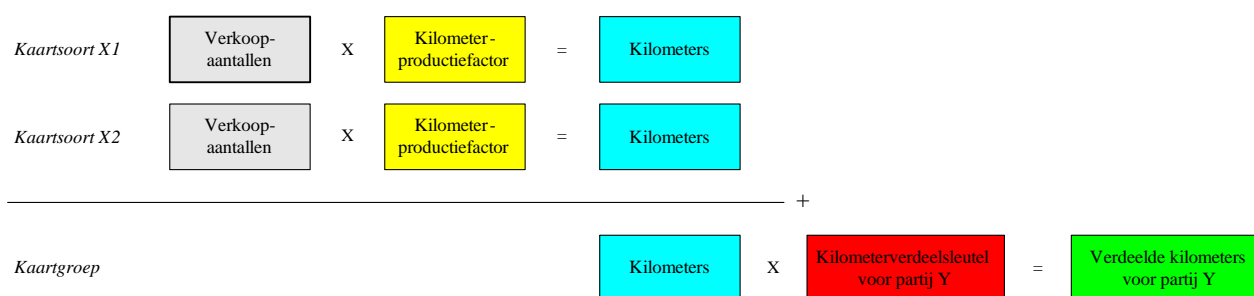 Kaartsoort X1 Verkoop- aantallen X Kilometer- productiefactor = Kilometers
Kaartsoort X2 Verkoop- aantallen X Kilometer- productiefactor = Kilometers
+
Kaartgroep Kilometers X Kilometerverdeelsleutel voor partij Y = Verdeelde kilometers voor partij Y